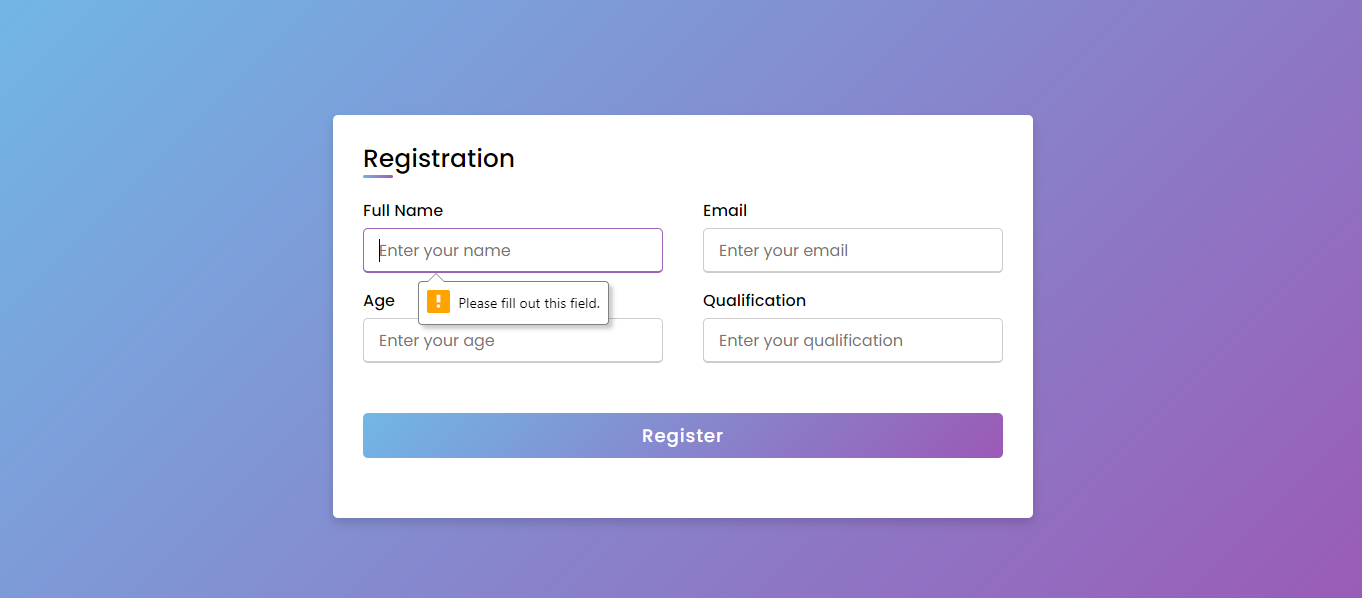 Registration
Full Name
Email
Enter your name
Enter your email
Age
Please fill out this field.
Qualification
Enter your age
Enter your qualification
Register